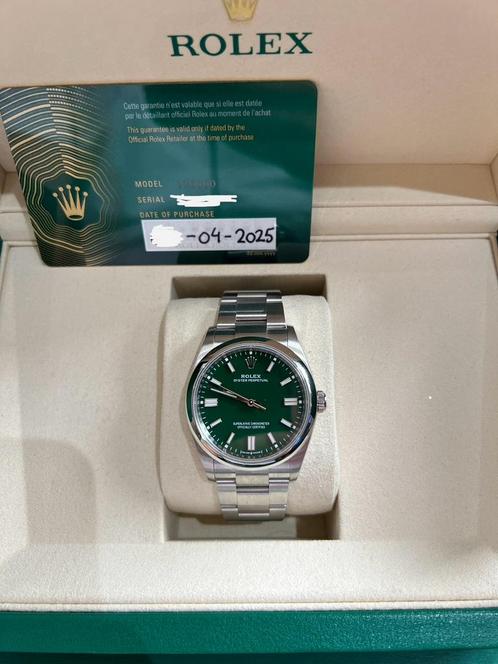 ROLEX
Cette garantie n'est valable que si elle est datée
par le détaillant officiel Rolex au moment de l'achat
This guarantee is valid only if dated by the
Official Rolex Retailer at the time of purchase
MODEL
SERIAL
DATE OF PURCHASE
-04-2025
ROLEX
OYSTER PERPETUAL
SUPERLATIVE CHRONOMETER
OFFICIALLY CERTIFIED